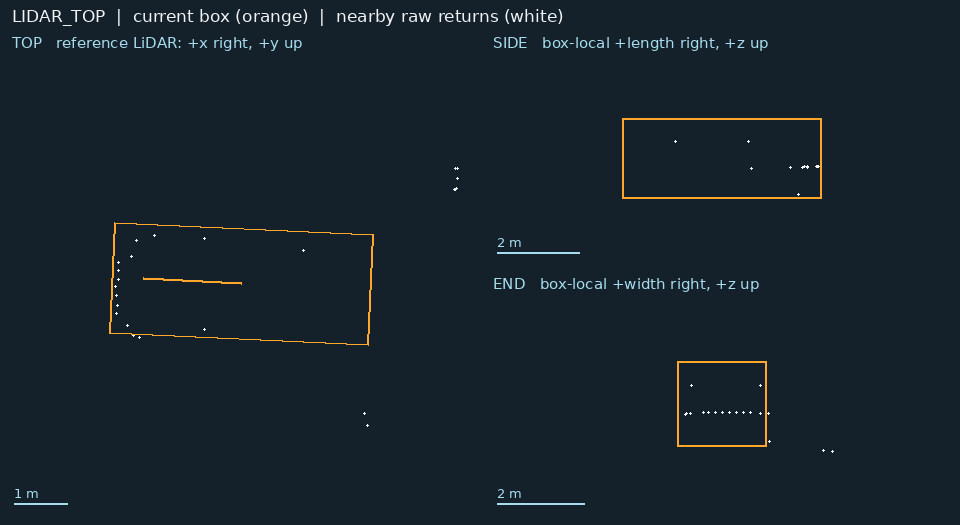 LIDAR_TOP | current box (orange) | nearby raw returns (white)
TOP reference LiDAR: +x right, +y up
SIDE box-local +length right, +z up
2 m
END box-local +width right, +z up
1 m
2 m